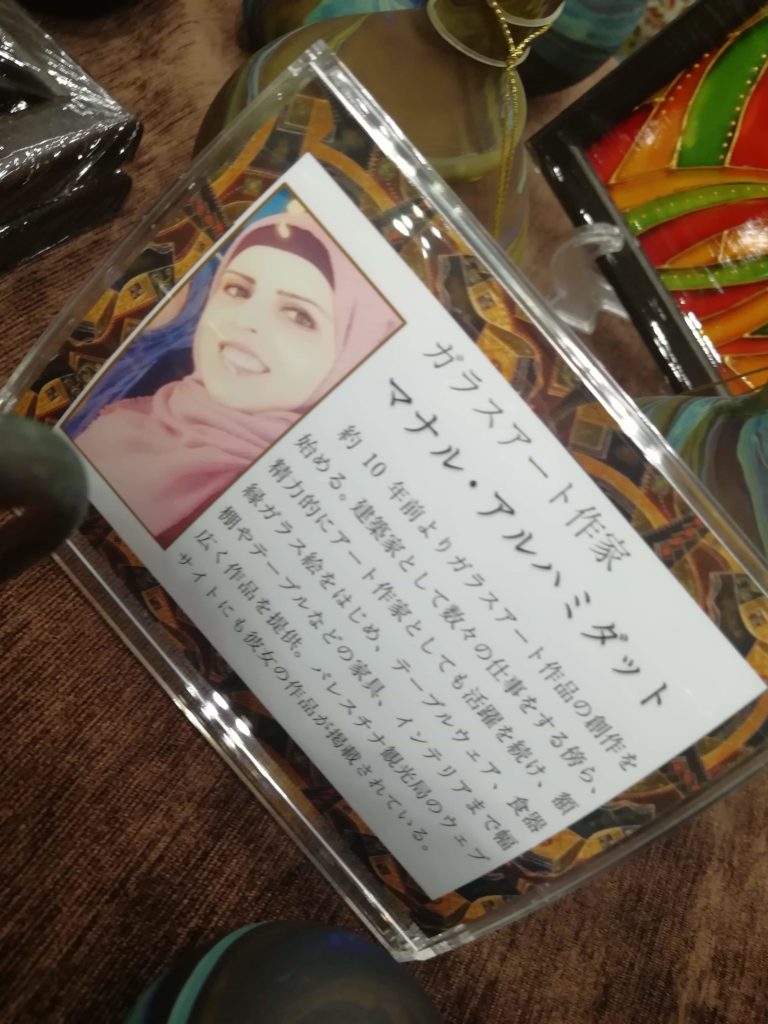 ガラスアート作家
マナル・アルハミダット
約 10 年前よりガラスアート作品の創作を
始める。建築家として数々の仕事をする傍ら、
精力的にアート作家としても活躍を続け、額
縁ガラス絵をはじめ、テーブルウェア、食器
棚やテーブルなどの家具、インテリアまで幅
広く作品を提供。パレスチナ観光局のウェブ
サイトにも彼女の作品が掲載されている。